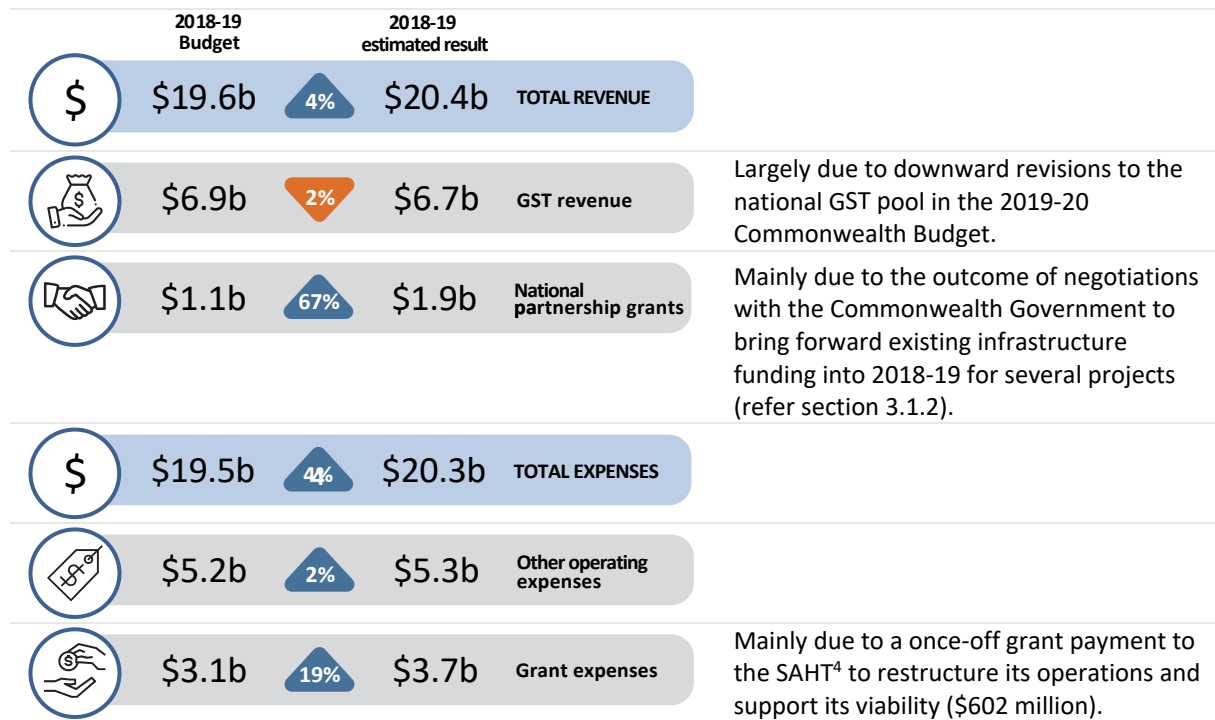 2018-19 Budget
2018-19 estimated result
$
$19.6b
4%
$20.4b
TOTAL REVENUE
$
$6.9b
2%
$6.7b
GST revenue
Largely due to downward revisions to the
national GST pool in the 2019-20
Commonwealth Budget.
$1.1b
67%
$1.9b
National
partnership grants
Mainly due to the outcome of negotiations
with the Commonwealth Government to
bring forward existing infrastructure
funding into 2018-19 for several projects
(refer section 3.1.2).
$
$19.5b
4%
$20.3b
TOTAL EXPENSES
$
$5.2b
2%
$5.3b
Other operating
expenses
$
$3.1b
19%
$3.7b
Grant expenses
Mainly due to a once-off grant payment to
the SAHT⁴ to restructure its operations and
support its viability ($602 million).